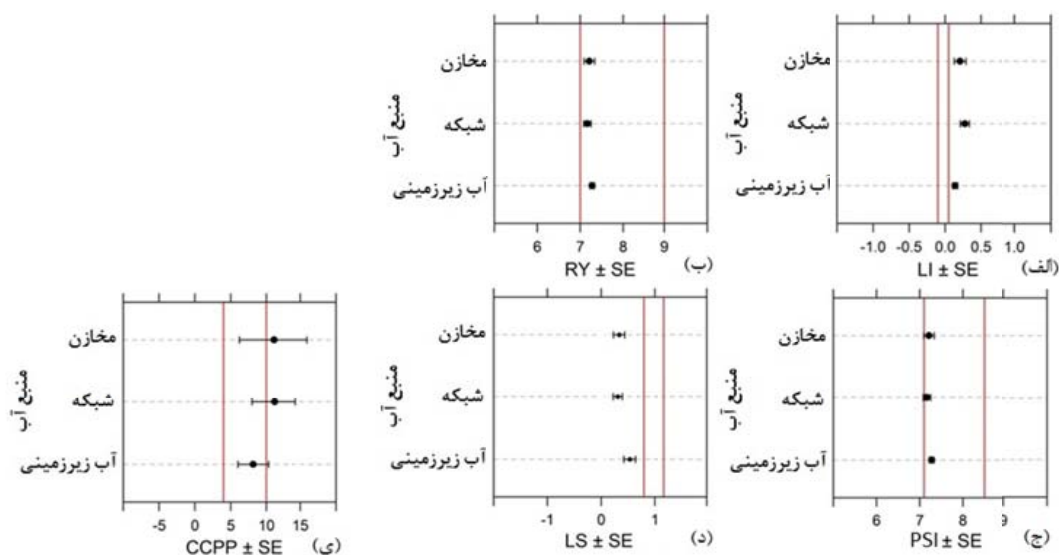 مخازن
شبکه
آب زیرزمینی
منبع آب
-1.0 -0.5 0.0 0.5 1.0
LI ± SE
(الف)
مخازن
شبکه
آب زیرزمینی
منبع آب
6 7 8 9
RY ± SE
(ب)
مخازن
شبکه
آب زیرزمینی
منبع آب
6 7 8 9
PSI ± SE
(ج)
مخازن
شبکه
آب زیرزمینی
منبع آب
-1 0 1
LS ± SE
(د)
مخازن
شبکه
آب زیرزمینی
منبع آب
-5 0 5 10 15
CCPP ± SE
(ی)